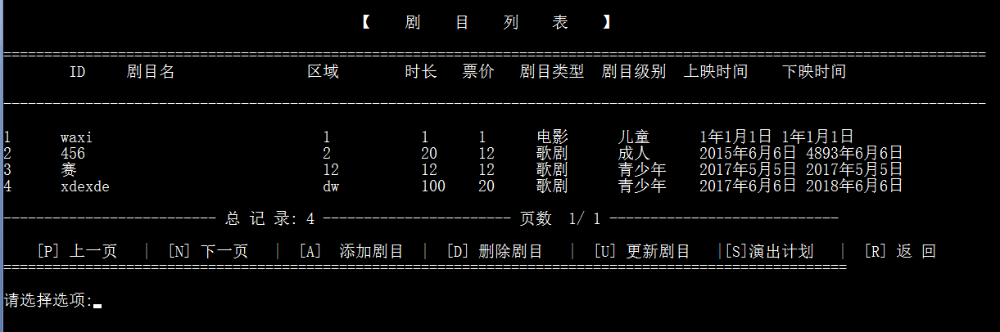 【 剧 目 列 表 】
================================================================================
ID 剧目名 区域 时长 票价 剧目类型 剧目级别 上映时间 下映时间
--------------------------------------------------------------------------------
1 waxi 1 1 1 电影 儿童 1年1月1日 1年1月1日
2 456 2 20 12 歌剧 成人 2015年6月6日 4893年6月6日
3 赛 12 12 12 歌剧 青少年 2017年5月5日 2017年5月5日
4 xdexde dw 100 20 歌剧 青少年 2017年6月6日 2018年6月6日
-------------------------- 总 记 录: 4 ----------------------- 页数 1/ 1 ----------------------------
[P] 上一页 | [N] 下一页 | [A] 添加剧目 | [D] 删除剧目 | [U] 更新剧目 |[S]演出计划 | [R] 返 回
================================================================================
请选择选项: